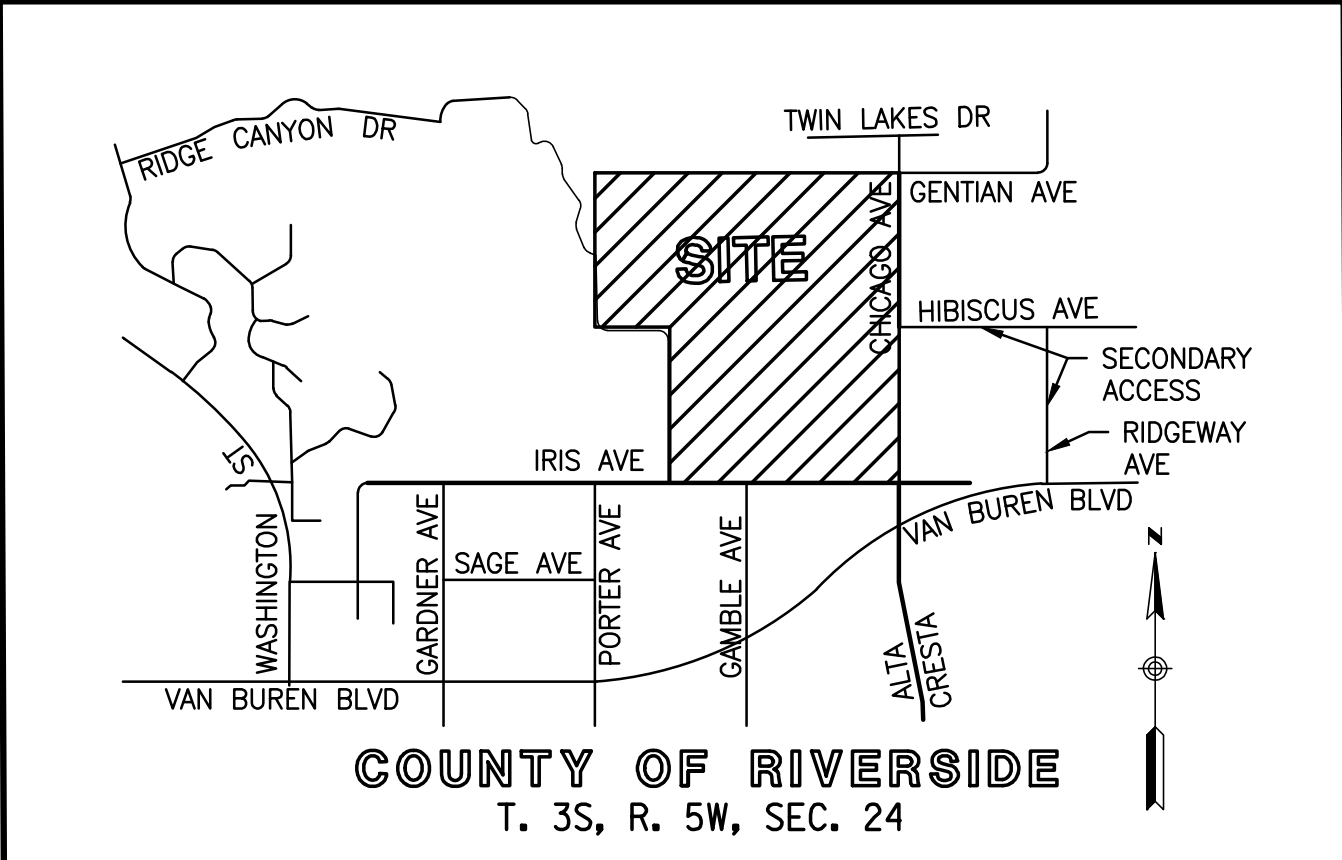 TWIN LAKES DR
RIDGE CANYON DR
GENTIAN AVE
CHICAGO AVE
SITE
HIBISCUS AVE
SECONDARY
ACCESS
RIDGEWAY
AVE
IRIS AVE
ST
WASHINGTON
GARDNER AVE
SAGE AVE
PORTER AVE
GAMBLE AVE
VAN BUREN BLVD
N
ALTA
CRESTA
VAN BUREN BLVD
COUNTY OF RIVERSIDE
T. 3S, R. 5W, SEC. 24